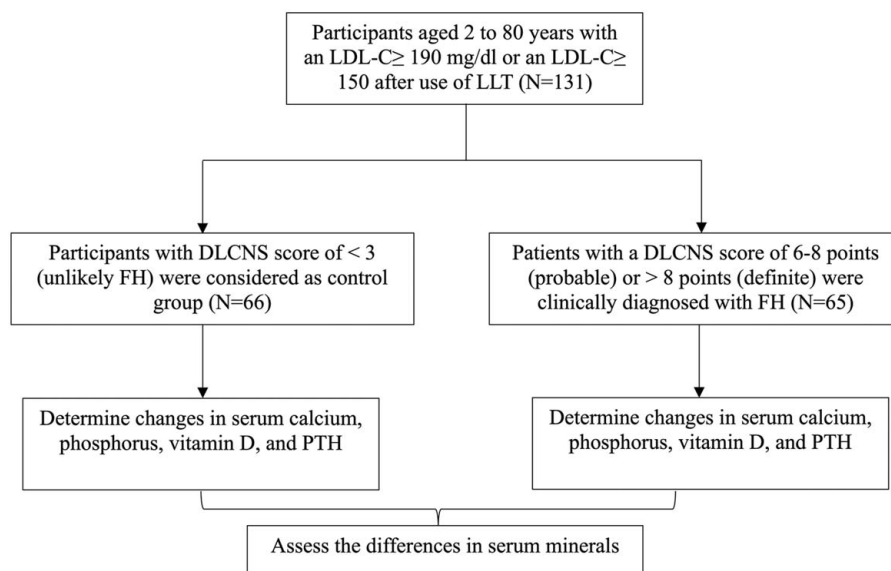 Participants aged 2 to 80 years with
an LDL-C≥ 190 mg/dl or an LDL-C≥
150 after use of LLT (N=131)
Participants with DLCNS score of < 3
(unlikely FH) were considered as control
group (N=66)
Patients with a DLCNS score of 6-8 points
(probable) or > 8 points (definite) were
clinically diagnosed with FH (N=65)
Determine changes in serum calcium,
phosphorus, vitamin D, and PTH
Determine changes in serum calcium,
phosphorus, vitamin D, and PTH
Assess the differences in serum minerals